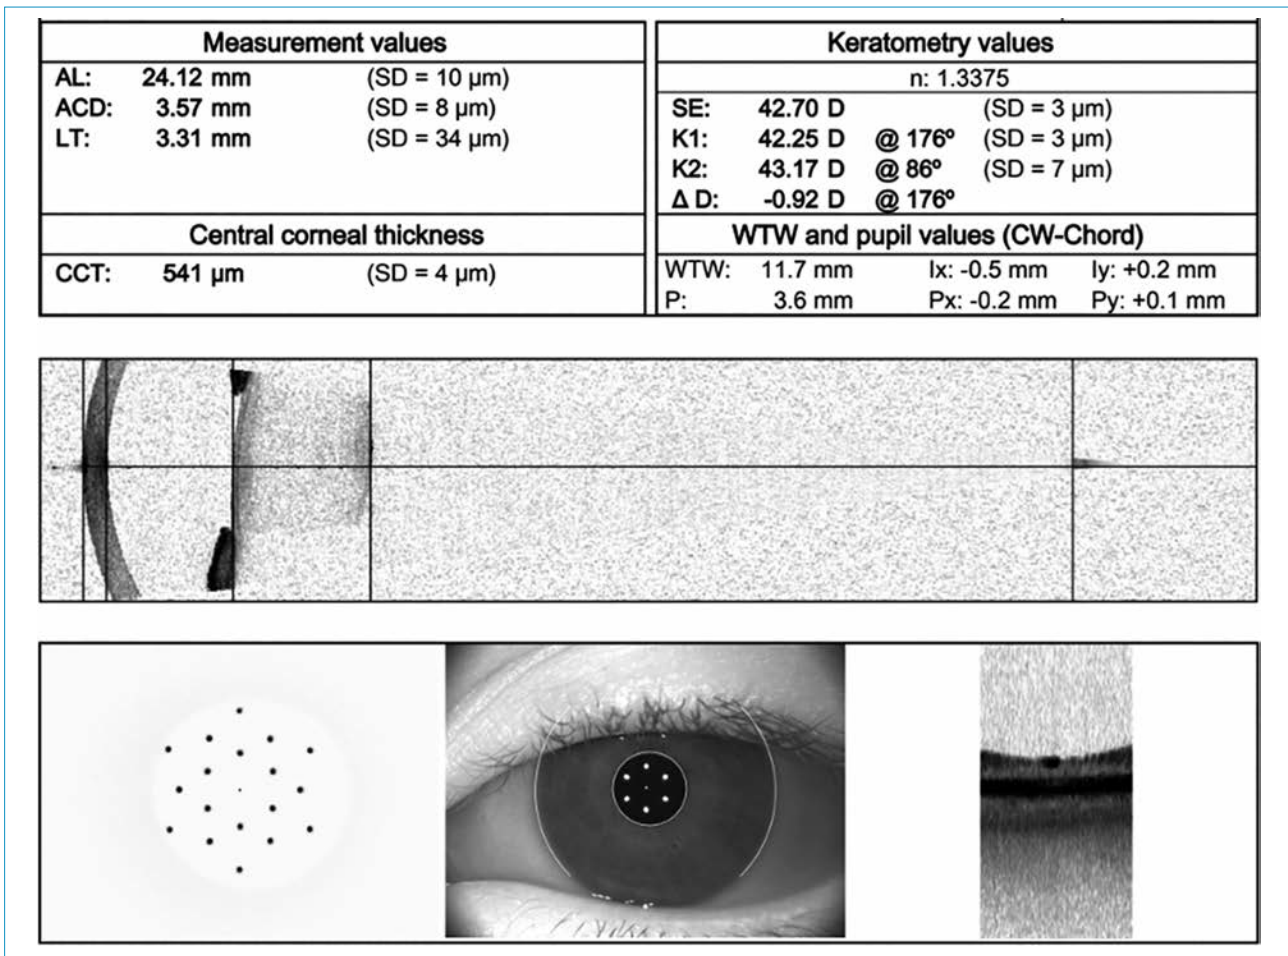 Measurement values
AL: 24.12 mm (SD = 10 µm)
ACD: 3.57 mm (SD = 8 µm)
LT: 3.31 mm (SD = 34 µm)
Central corneal thickness
CCT: 541 µm (SD = 4 µm)
Keratometry values
n: 1.3375
SE: 42.70 D (SD = 3 µm)
K1: 42.25 D @ 176º (SD = 3 µm)
K2: 43.17 D @ 86º (SD = 7 µm)
Δ D: -0.92 D @ 176º
WTW and pupil values (CW-Chord)
WTW: 11.7 mm Ix: -0.5 mm Iy: +0.2 mm
P: 3.6 mm Px: -0.2 mm Py: +0.1 mm